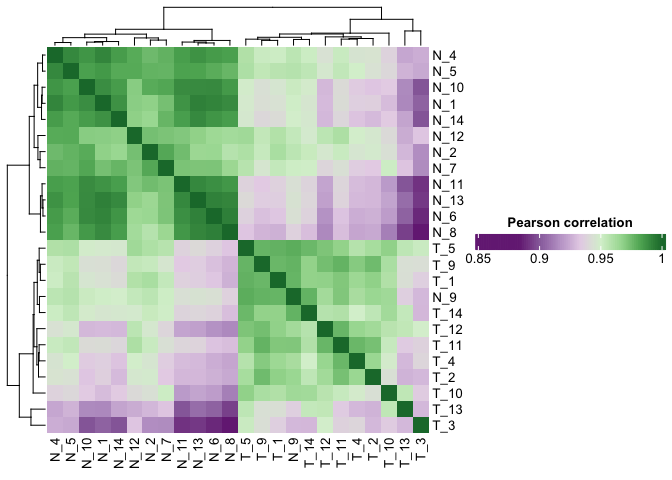 N_4
N_5
N_10
N_1
N_14
N_12
N_2
N_7
N_11
N_13
N_6
N_8
T_5
T_9
T_1
N_9
T_14
T_12
T_11
T_4
T_2
T_10
T_13
T_3
N_4 N_5 N_10 N_1 N_14 N_12 N_2 N_7 N_11 N_13 N_6 N_8 T_5 T_9 T_1 N_9 T_14 T_12 T_11 T_4 T_2 T_10 T_13 T_3
Pearson correlation
0.85 0.9 0.95 1